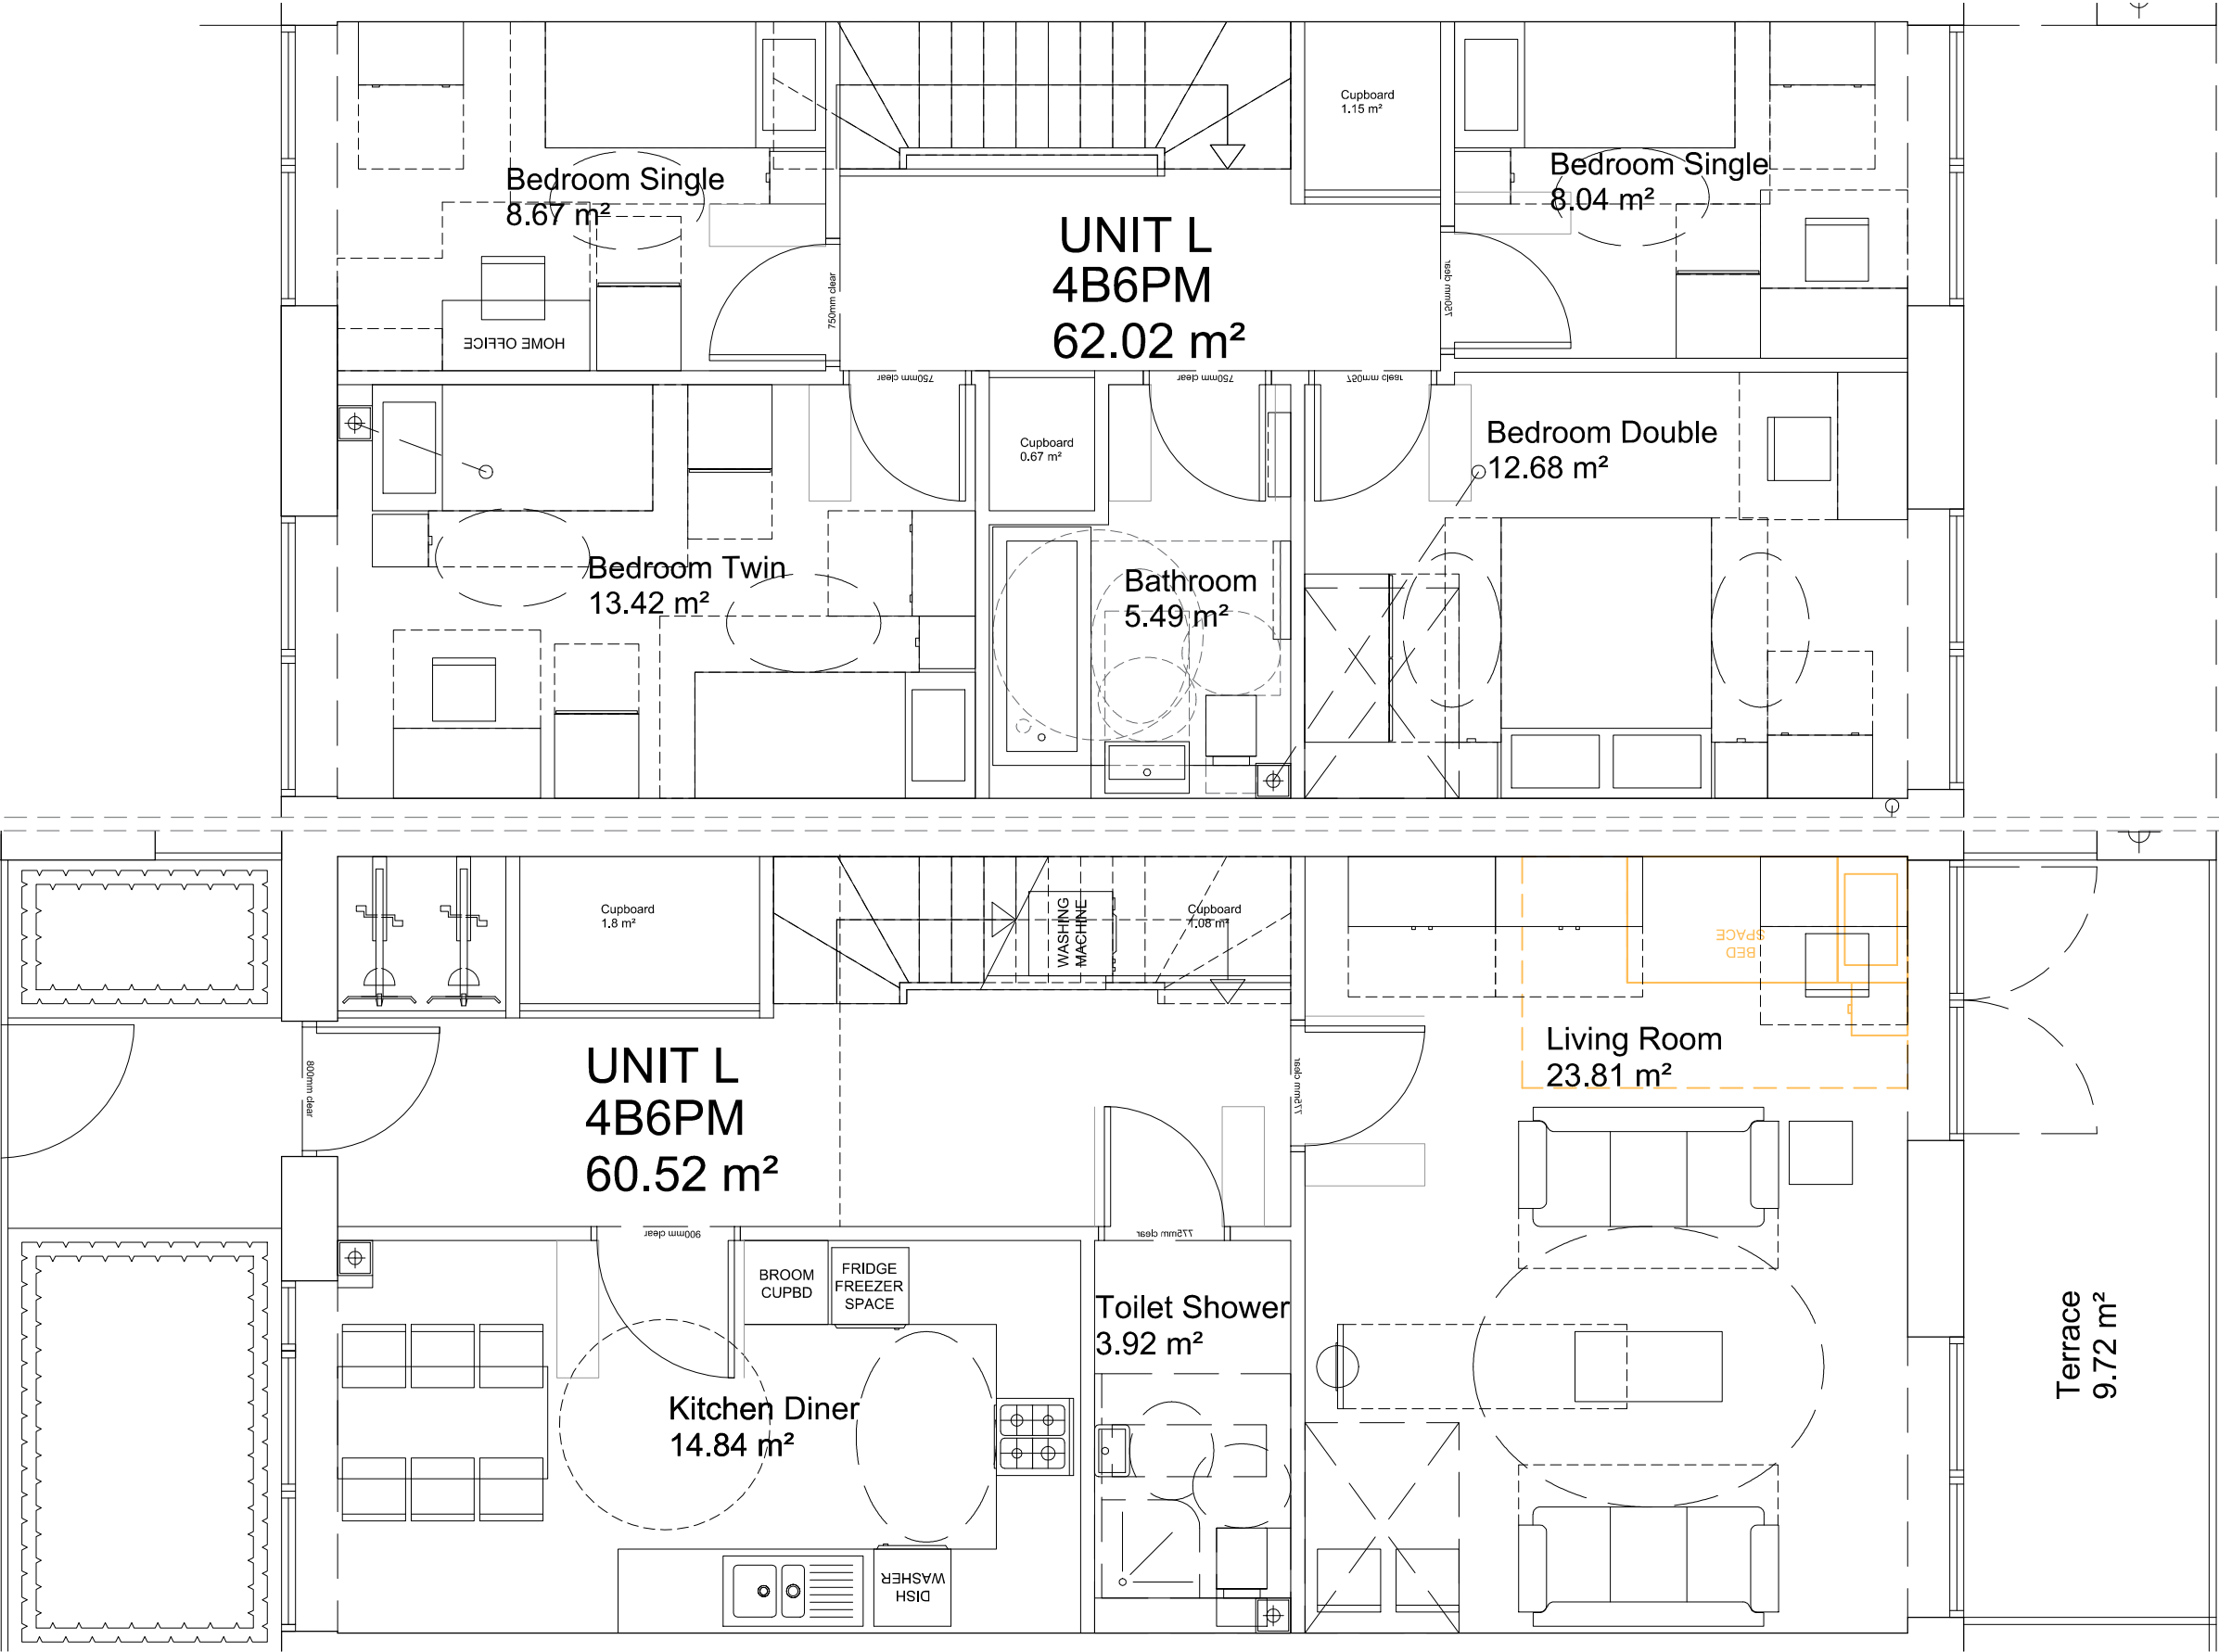 Cupboard
1.15 m²
Bedroom Single
8.67 m²
Bedroom Single
8.04 m²
UNIT L
4B6PM
62.02 m²
750mm clear
750mm clear
HOME OFFICE
750mm clear
750mm clear
750mm clear
Cupboard
0.67 m²
Bedroom Double
12.68 m²
Bedroom Twin
13.42 m²
Bathroom
5.49 m²
Cupboard
1.8 m²
WASHING
MACHINE
Cupboard
1.08 m²
BED
SPACE
Living Room
23.81 m²
UNIT L
4B6PM
60.52 m²
800mm clear
775mm clear
900mm clear
775mm clear
BROOM
CUPBD
FRIDGE
FREEZER
SPACE
Toilet Shower
3.92 m²
Terrace
9.72 m²
Kitchen Diner
14.84 m²
DISH
WASHER